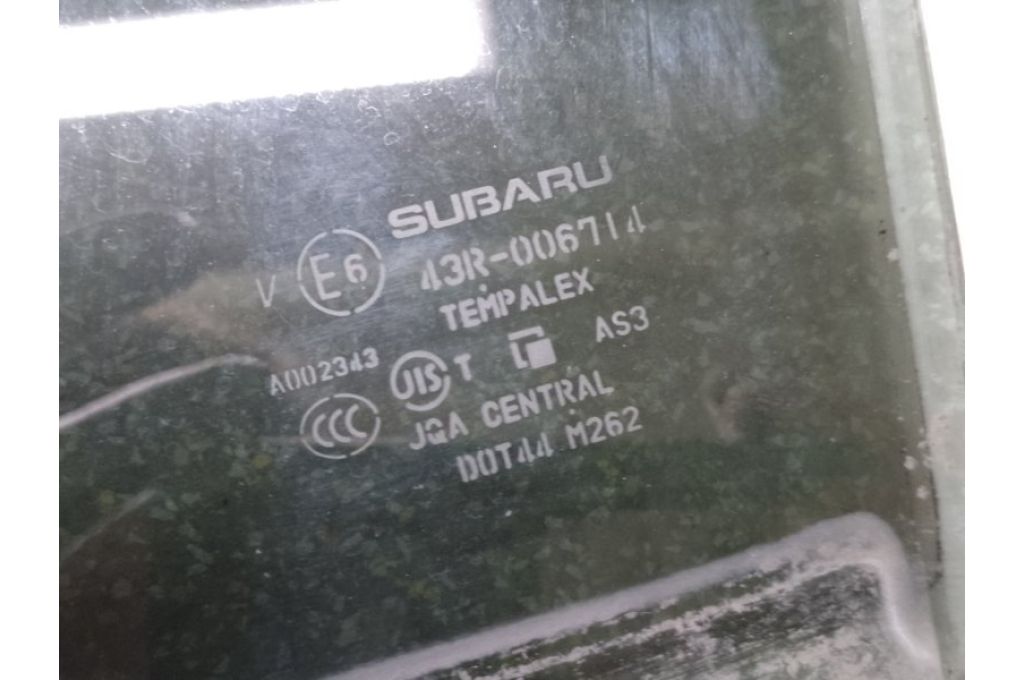 SUBARU
V E6 43R-006714
TEMPALEX
A002343 JIS T AS3
CCC JQA CENTRAL
DOT44 M262